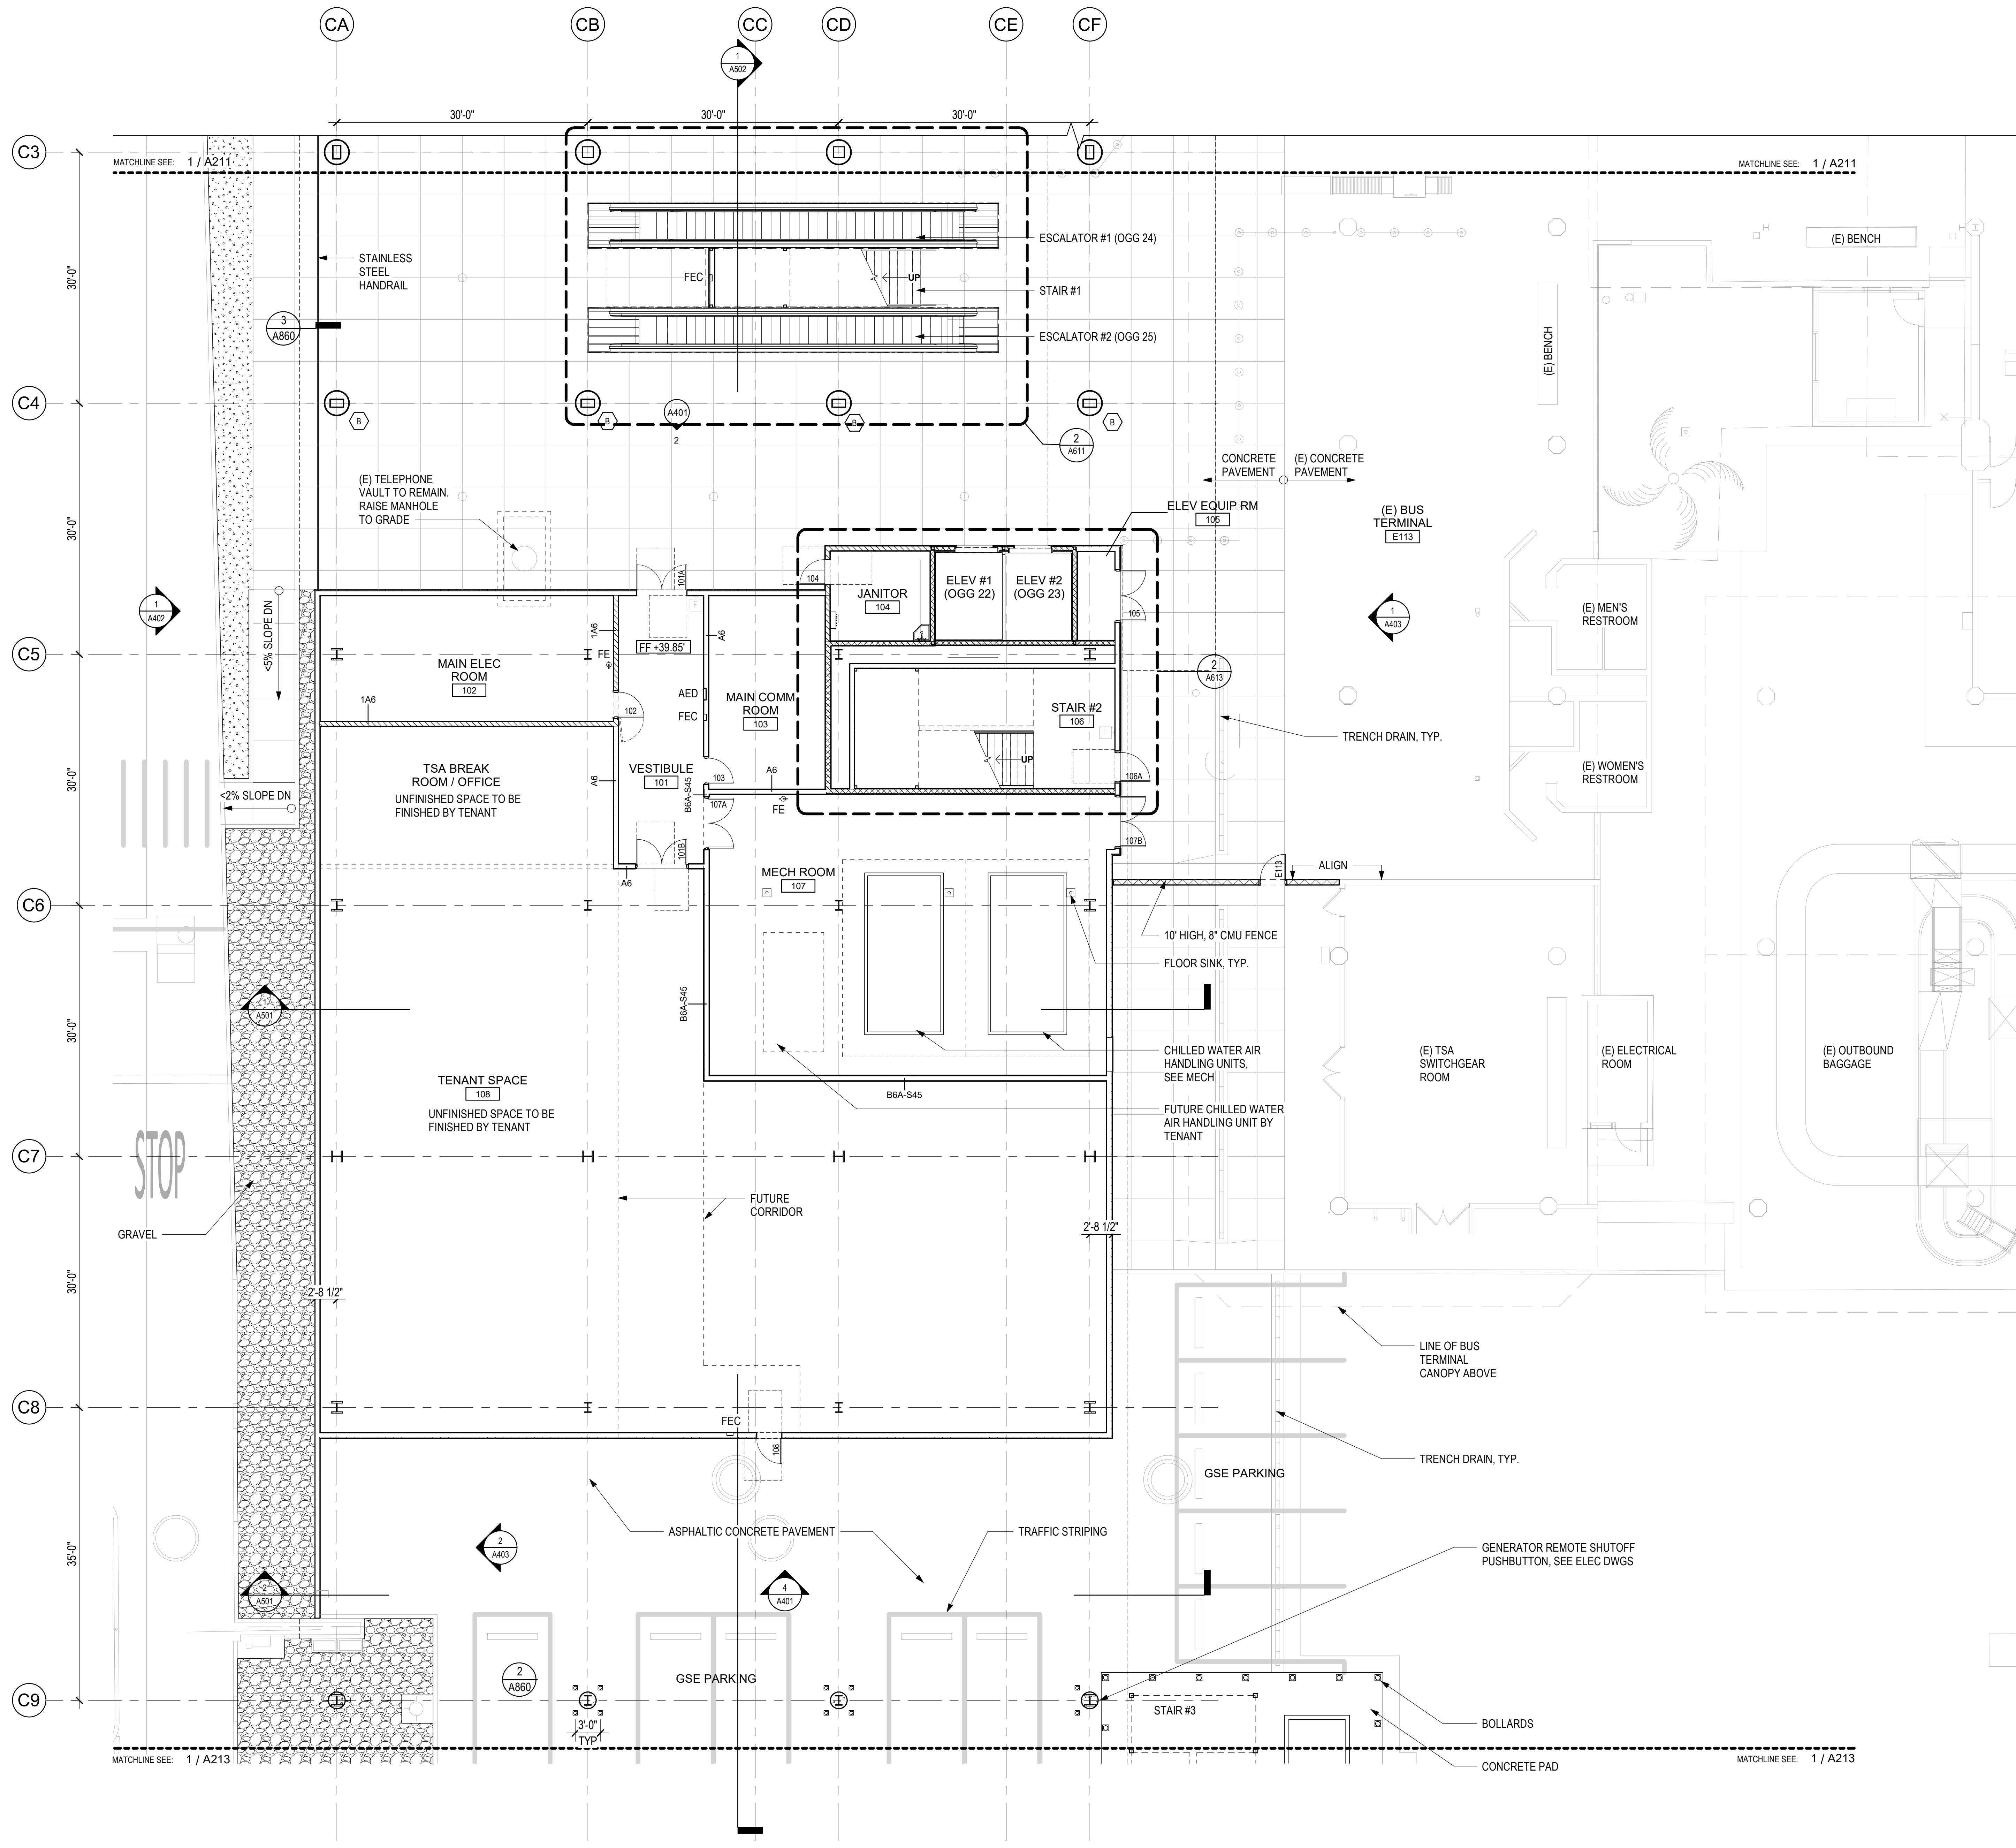 CA
CB
CC
CD
CE
CF
1
A502
30'-0"
30'-0"
30'-0"
C3
MATCHLINE SEE: 1 / A211
MATCHLINE SEE: 1 / A211
ESCALATOR #1 (OGG 24)
(E) BENCH
STAINLESS
STEEL
HANDRAIL
FEC
UP
STAIR #1
30'-0"
3
A860
ESCALATOR #2 (OGG 25)
(E) BENCH
C4
B
B
A401
2
B
B
2
A611
CONCRETE
PAVEMENT
(E) CONCRETE
PAVEMENT
(E) TELEPHONE
VAULT TO REMAIN.
RAISE MANHOLE
TO GRADE
ELEV EQUIP RM
105
(E) BUS
TERMINAL
E113
30'-0"
1
A402
<5% SLOPE DN
101A
104
JANITOR
104
ELEV #1
(OGG 22)
ELEV #2
(OGG 23)
105
1
A403
(E) MEN'S
RESTROOM
1A6
A6
FF +39.85'
C5
MAIN ELEC
ROOM
102
FE
2
A613
1A6
AED
FEC
102
MAIN COMM
ROOM
103
STAIR #2
106
TRENCH DRAIN, TYP.
30'-0"
TSA BREAK
ROOM / OFFICE
UNFINISHED SPACE TO BE
FINISHED BY TENANT
A6
VESTIBULE
101
B6A-S45
103
107A
A6
FE
UP
106A
(E) WOMEN'S
RESTROOM
<2% SLOPE DN
107B
101B
A6
MECH ROOM
107
E113
ALIGN
C6
10' HIGH, 8" CMU FENCE
FLOOR SINK, TYP.
1
A501
B6A-S45
30'-0"
CHILLED WATER AIR
HANDLING UNITS,
SEE MECH
(E) TSA
SWITCHGEAR
ROOM
(E) ELECTRICAL
ROOM
(E) OUTBOUND
BAGGAGE
TENANT SPACE
108
UNFINISHED SPACE TO BE
FINISHED BY TENANT
B6A-S45
FUTURE CHILLED WATER
AIR HANDLING UNIT BY
TENANT
C7
STOP
FUTURE
CORRIDOR
GRAVEL
2'-8 1/2"
30'-0"
2'-8 1/2"
LINE OF BUS
TERMINAL
CANOPY ABOVE
C8
FEC
108
TRENCH DRAIN, TYP.
GSE PARKING
35'-0"
ASPHALTIC CONCRETE PAVEMENT
TRAFFIC STRIPING
2
A403
GENERATOR REMOTE SHUTOFF
PUSHBUTTON, SEE ELEC DWGS
2
A501
4
A401
2
A860
GSE PARKING
C9
STAIR #3
3'-0"
TYP
BOLLARDS
MATCHLINE SEE: 1 / A213
MATCHLINE SEE: 1 / A213
CONCRETE PAD